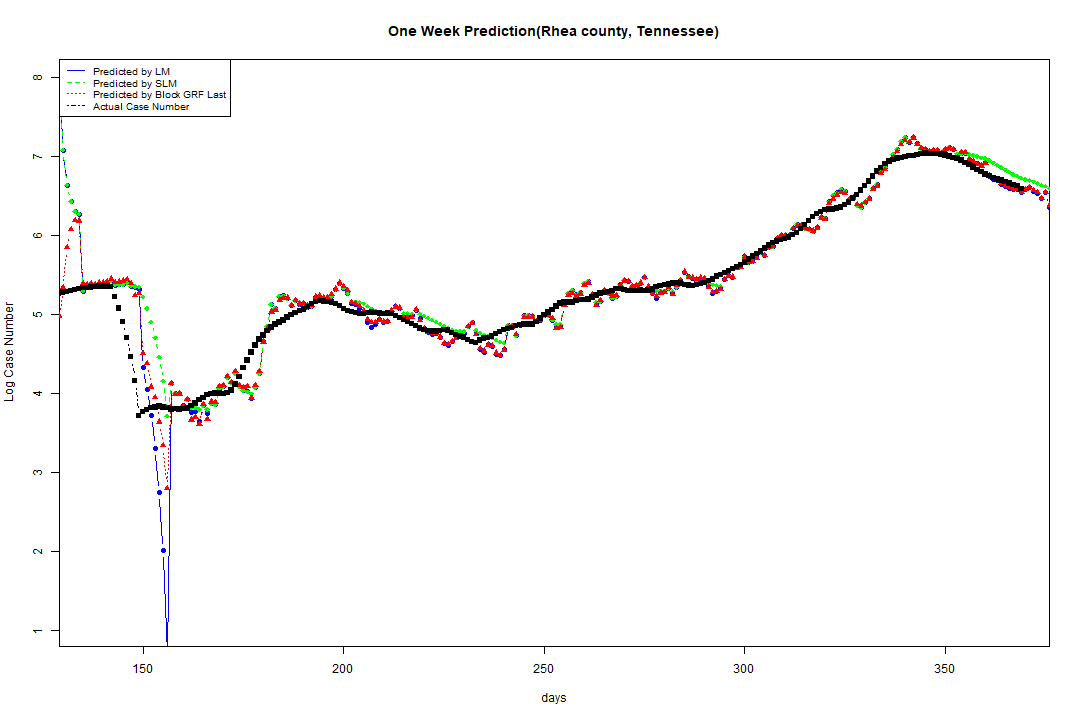 One Week Prediction(Rhea county, Tennessee)
Predicted by LM
Predicted by SLM
Predicted by Block GRF Last
Actual Case Number
8
7
6
5
4
3
2
1
Log Case Number
150 200 250 300 350
days